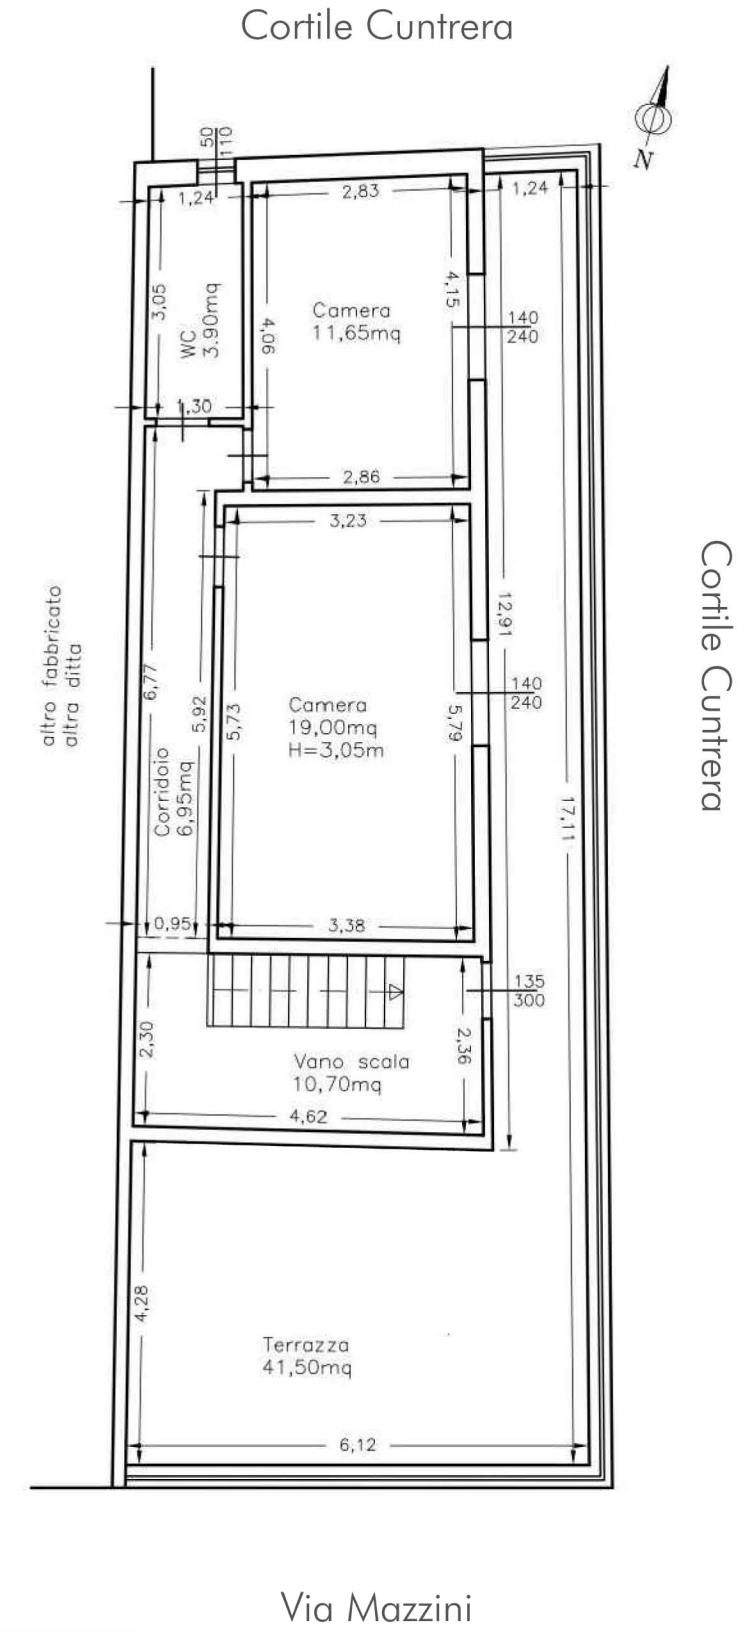 Cortile Cuntrera
N
50
110
1,24
2,83
1,24
3,05
WC
3.90mq
4,06
Camera
11,65mq
4,15
140
240
1,30
2,86
3,23
12,91
altro fabbricato
altra ditta
6,77
5,92
5,73
Camera
19,00mq
H=3,05m
5,79
140
240
Cortile Cuntrera
Corridoio
6,95mq
17,11
0,95
3,38
135
300
2,30
Vano scala
10,70mq
2,36
4,62
4,28
Terrazza
41,50mq
6,12
Via Mazzini